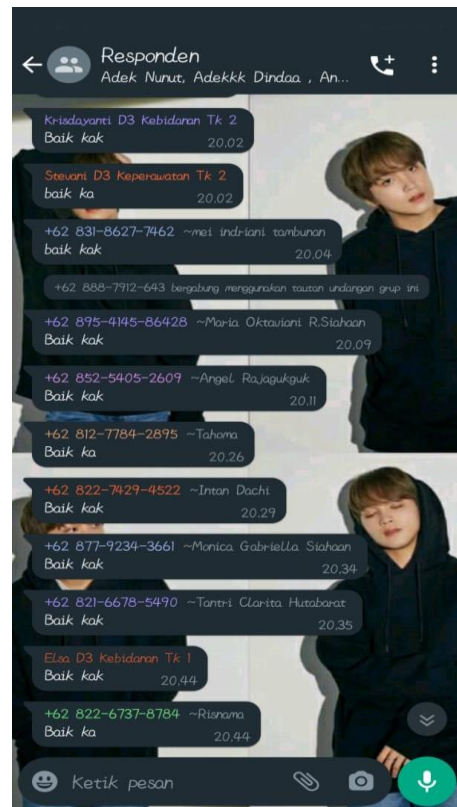 Responden
Adek Nunut, Adekkk Dindaa , An...
Krisdayanti D3 Kebidanan Tk 2
Baik kak
20.02
Stevani D3 Keperawatan Tk 2
baik ka
20.02
+62 831-8627-7462 ~mei indriani tambunan
baik kak
20.04
+62 888-7912-643 bergabung menggunakan tautan undangan grup ini
+62 895-4145-86428 ~Maria Oktaviani R.Siahaan
Baik kak
20.09
+62 852-5405-2609 ~Angel Rajagukguk
Baik kak
20.11
+62 812-7784-2895 ~Tahoma
Baik ka
20.26
+62 822-7429-4522 ~Intan Dachi
Baik kak
20.29
+62 877-9234-3661 ~Monica Gabriella Siahaan
Baik kak
20.34
+62 821-6678-5490 ~Tantri Clarita Hutabarat
Baik kak
20.35
Elsa D3 Kebidanan Tk 1
Baik kak
20.44
+62 822-6737-8784 ~Risnama
Baik ka
20.44
Ketik pesan